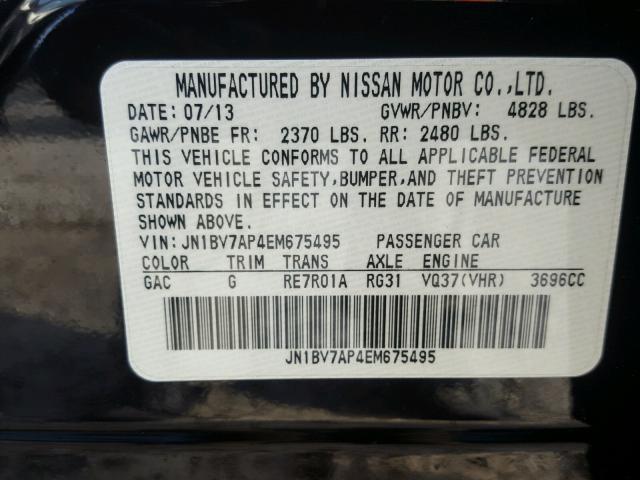 MANUFACTURED BY NISSAN MOTOR CO.,LTD.
DATE: 07/13 GVWR/PNBV: 4828 LBS.
GAWR/PNBE FR: 2370 LBS. RR: 2480 LBS.
THIS VEHICLE CONFORMS TO ALL APPLICABLE FEDERAL
MOTOR VEHICLE SAFETY,BUMPER,AND THEFT PREVENTION
STANDARDS IN EFFECT ON THE DATE OF MANUFACTURE
SHOWN ABOVE.
VIN: JN1BV7AP4EM675495 PASSENGER CAR
COLOR TRIM TRANS AXLE ENGINE
GAC G RE7R01A RG31 VQ37(VHR) 3696CC
JN1BV7AP4EM675495